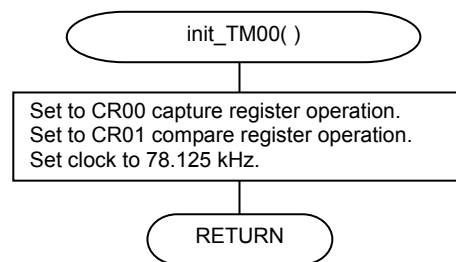 init_TM00( )
Set to CR00 capture register operation.
Set to CR01 compare register operation.
Set clock to 78.125 kHz.
RETURN